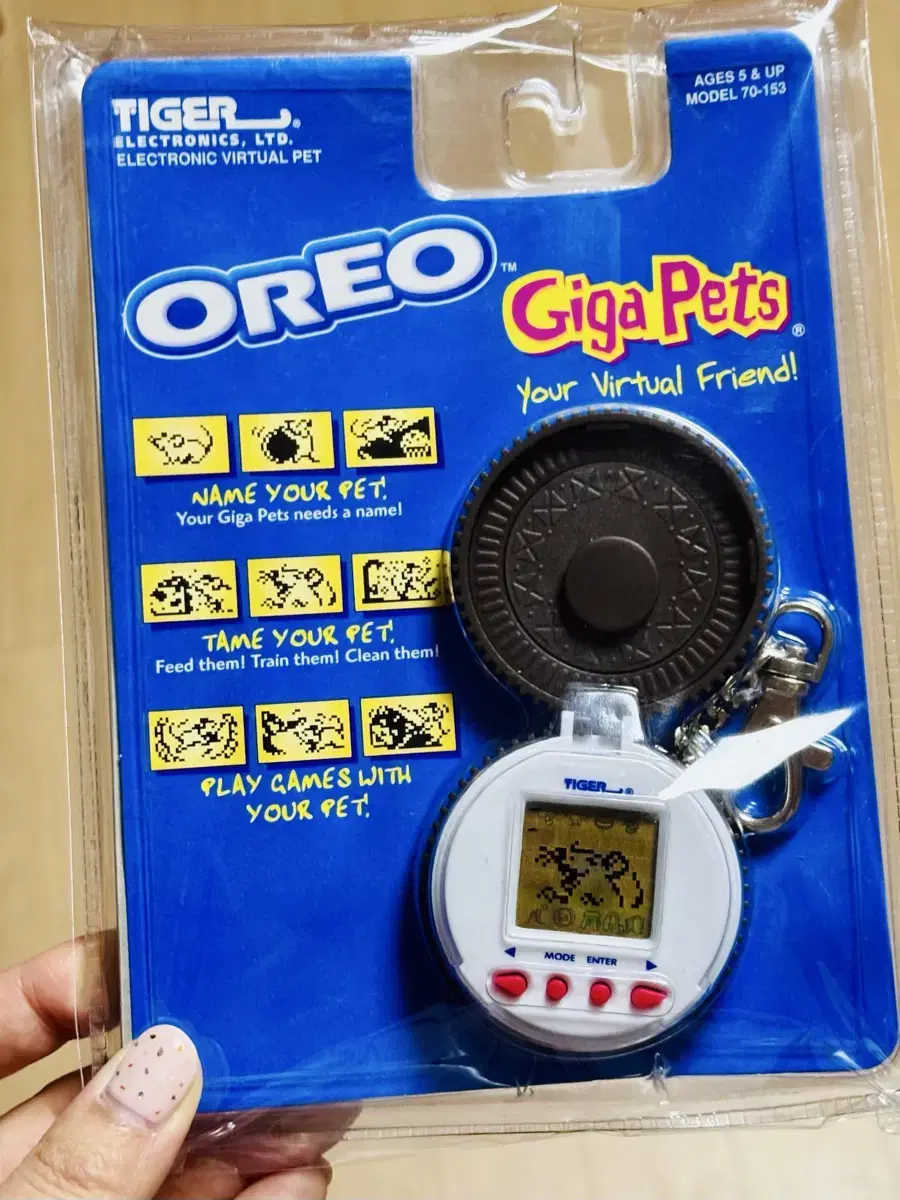 TIGER®
ELECTRONICS, LTD.
ELECTRONIC VIRTUAL PET
AGES 5 & UP
MODEL 70-153
OREO™
Giga Pets®
Your Virtual Friend!
NAME YOUR PET!
Your Giga Pets needs a name!
TAME YOUR PET!
Feed them! Train them! Clean them!
PLAY GAMES WITH
YOUR PET!
TIGER®
MODE ENTER